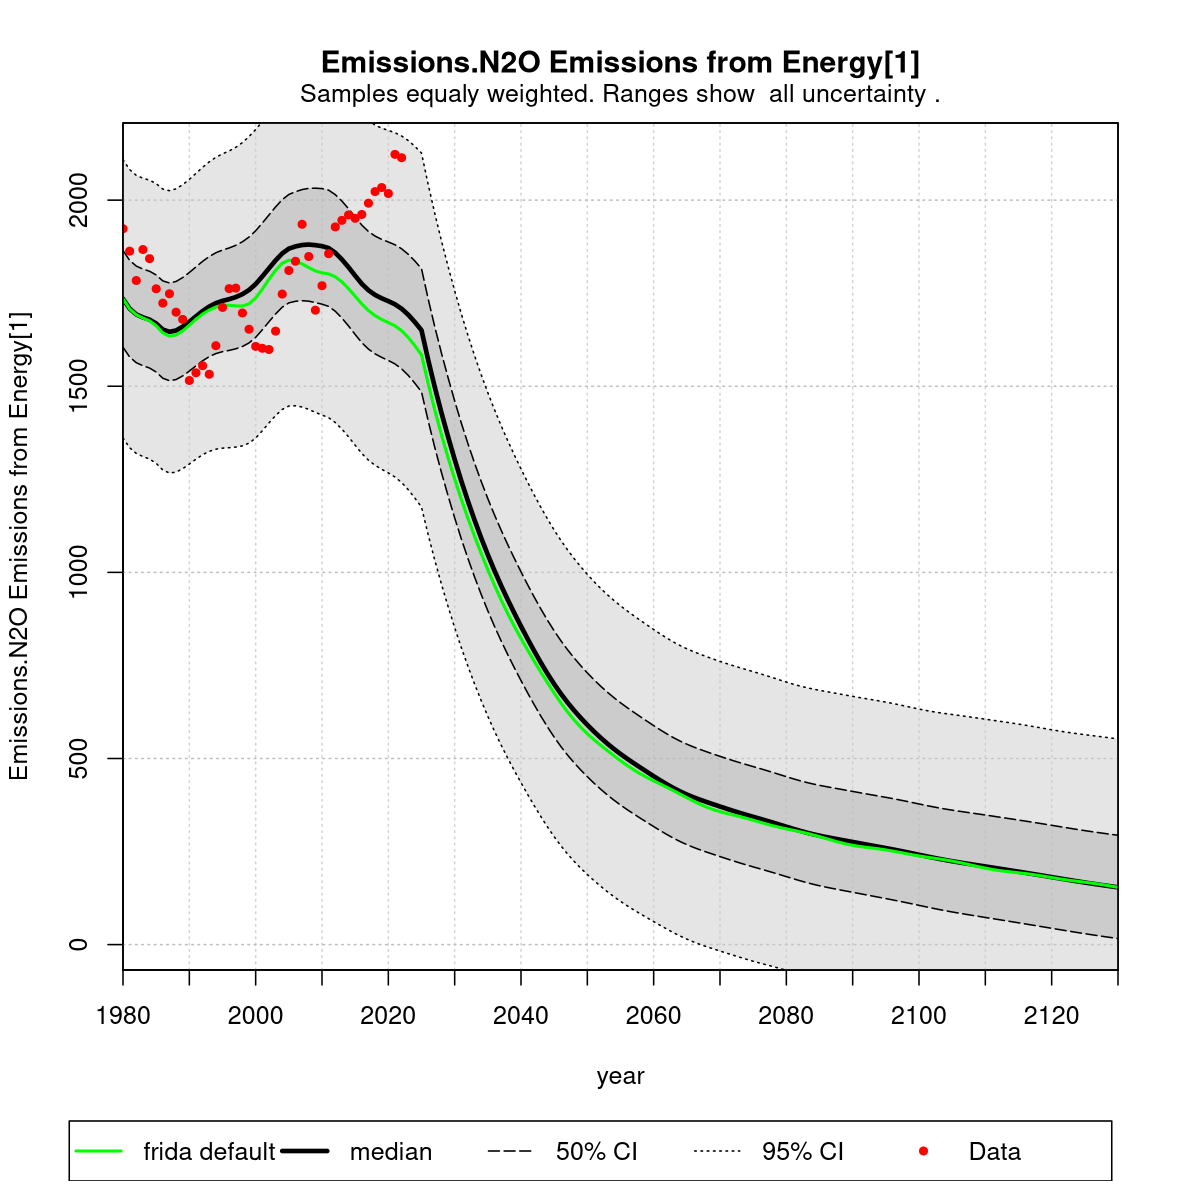 Emissions.N2O Emissions from Energy[1]
Samples equaly weighted. Ranges show  all uncertainty .
Emissions.N2O Emissions from Energy[1]
2000
1500
1000
500
0
1980 2000 2020 2040 2060 2080 2100 2120
year
frida default median 50% CI 95% CI Data